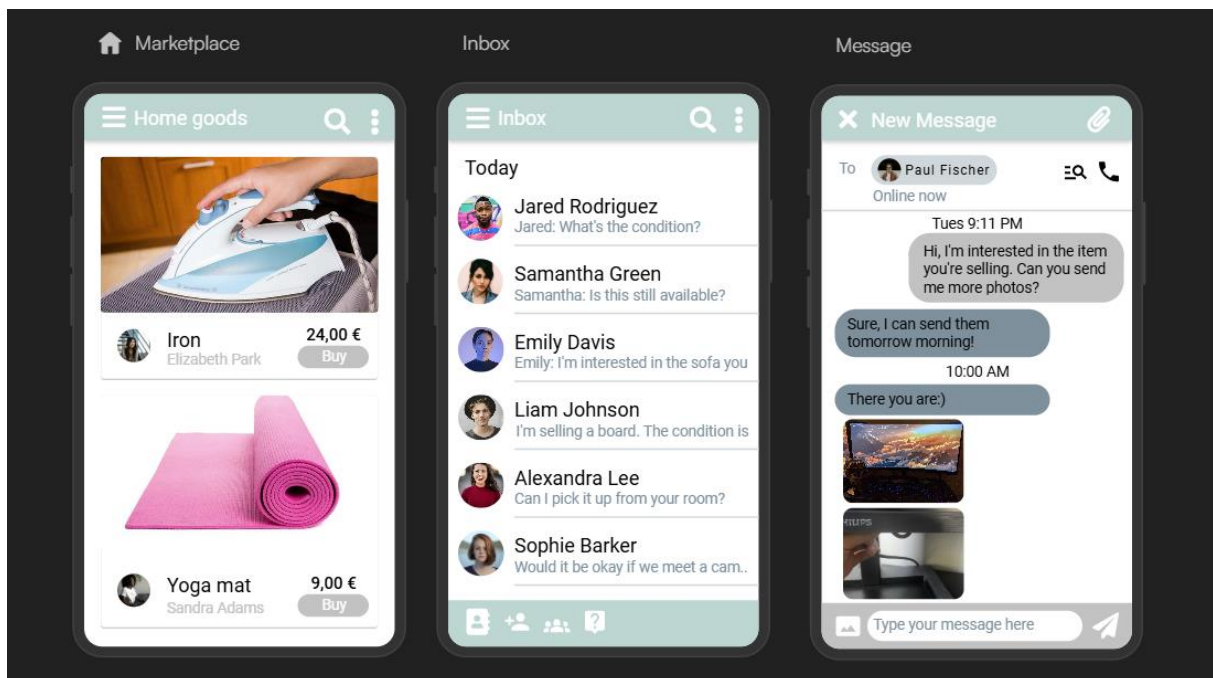 Marketplace
Inbox
Message
Home goods
Iron
24,00 €
Elizabeth Park
Buy
Yoga mat
9,00 €
Sandra Adams
Buy
Inbox
Today
Jared Rodriguez
Jared: What's the condition?
Samantha Green
Samantha: Is this still available?
Emily Davis
Emily: I'm interested in the sofa you
Liam Johnson
I'm selling a board. The condition is
Alexandra Lee
Can I pick it up from your room?
Sophie Barker
Would it be okay if we meet a cam..
New Message
To
Paul Fischer
Online now
Tues 9:11 PM
Hi, I'm interested in the item
you're selling. Can you send
me more photos?
Sure, I can send them
tomorrow morning!
10:00 AM
There you are:)
HILIPS
Type your message here